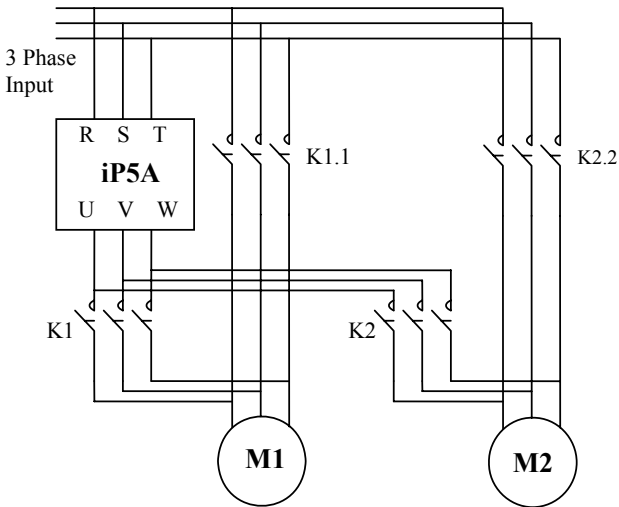 3 Phase
Input
R S T
iP5A
U V W
K1.1
K2.2
K1
K2
M1
M2